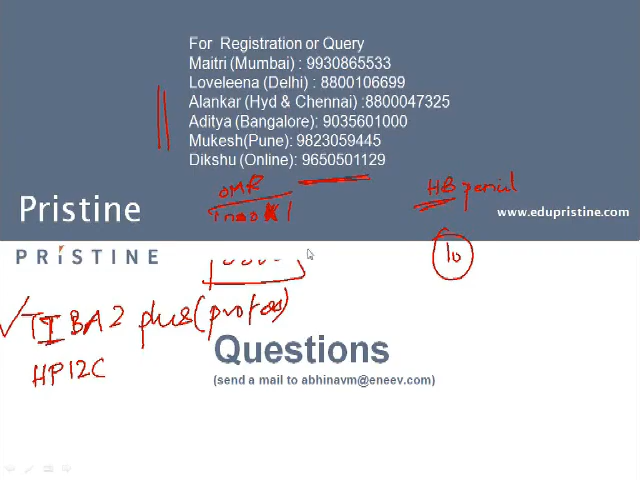 For Registration or Query
Maitri (Mumbai) : 9930865533
Loveleena (Delhi) : 8800106699
Alankar (Hyd & Chennai) :8800047325
Aditya (Bangalore): 9035601000
Mukesh(Pune): 9823059445
Dikshu (Online): 9650501129
OMR
HB pencil
Pristine
www.edupristine.com
PRiSTINE
10
TI BA 2 plus (profess)
Questions
HP12C
(send a mail to abhinavm@eneev.com)